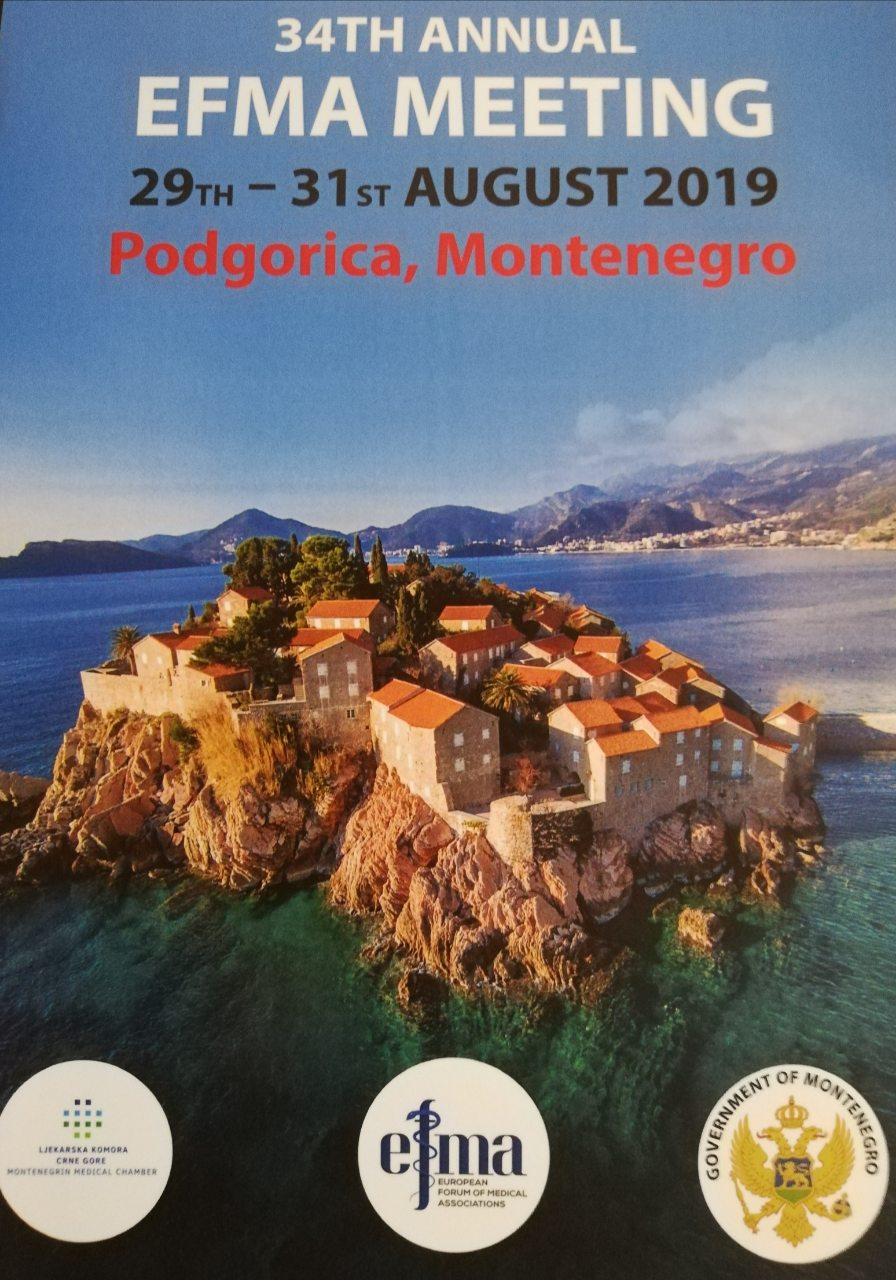 34TH ANNUAL
EFMA MEETING
29TH – 31ST AUGUST 2019
Podgorica, Montenegro
LJEKARSKA KOMORA
CRNE GORE
MONTENEGRIN MEDICAL CHAMBER
efma
EUROPEAN
FORUM OF MEDICAL
ASSOCIATIONS
GOVERNMENT OF MONTENEGRO